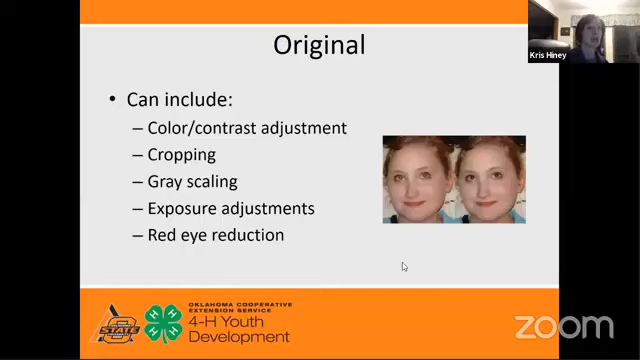 Original
• Can include:
– Color/contrast adjustment
– Cropping
– Gray scaling
– Exposure adjustments
– Red eye reduction
Kris Hiney
STATE
H H H H
OKLAHOMA COOPERATIVE
EXTENSION SERVICE
4-H Youth
Development
zoom